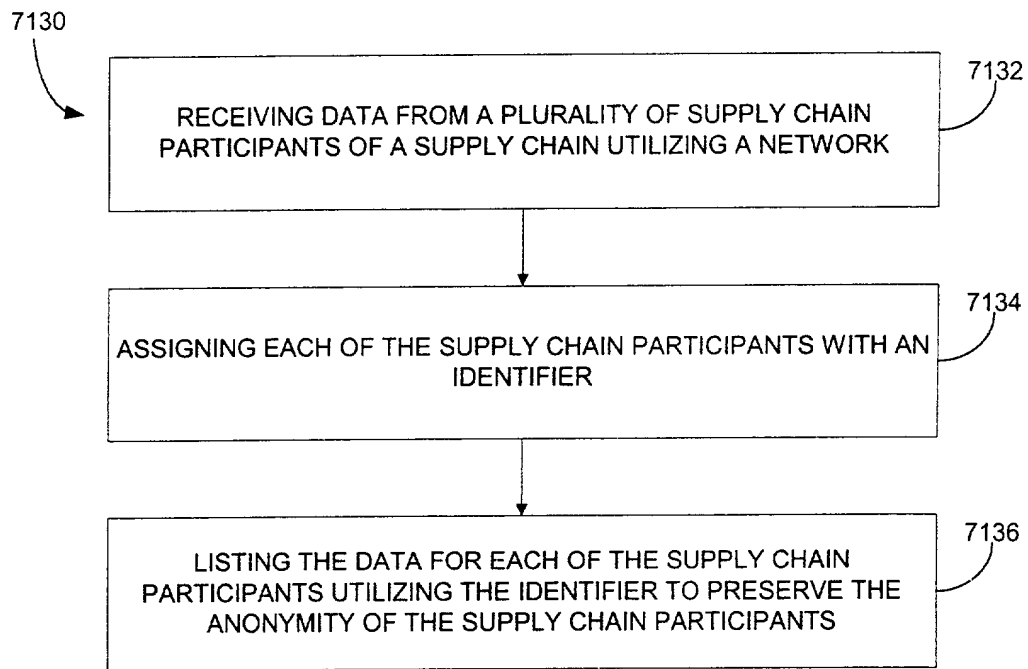 7130
7132
RECEIVING DATA FROM A PLURALITY OF SUPPLY CHAIN
PARTICIPANTS OF A SUPPLY CHAIN UTILIZING A NETWORK
7134
ASSIGNING EACH OF THE SUPPLY CHAIN PARTICIPANTS WITH AN
IDENTIFIER
7136
LISTING THE DATA FOR EACH OF THE SUPPLY CHAIN
PARTICIPANTS UTILIZING THE IDENTIFIER TO PRESERVE THE
ANONYMITY OF THE SUPPLY CHAIN PARTICIPANTS